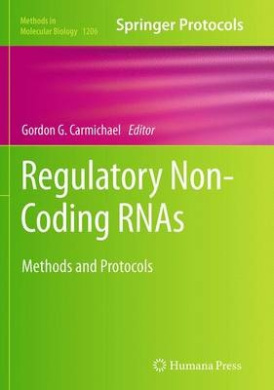 Methods in
Molecular Biology 1206
Springer Protocols
Gordon G. Carmichael Editor
Regulatory Non-
Coding RNAs
Methods and Protocols
Humana Press